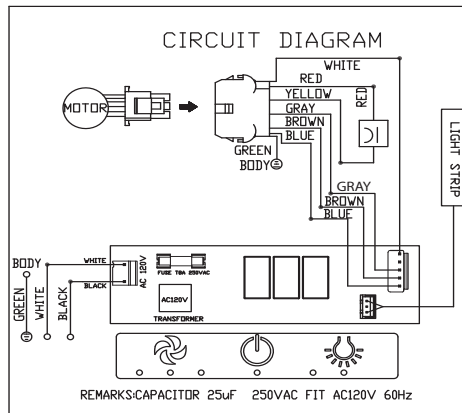 CIRCUIT DIAGRAM
WHITE
RED
YELLOW
GRAY
BROWN
BLUE
GREEN
BODY
MOTOR
RED
LIGHT STRIP
GRAY
BROWN
BLUE
BODY
WHITE
BLACK
AC 120V
FUSE T8A 250VAC
AC120V
TRANSFORMER
GREEN
WHITE
BLACK
REMARKS:CAPACITOR 25uF 250VAC FIT AC120V 60Hz